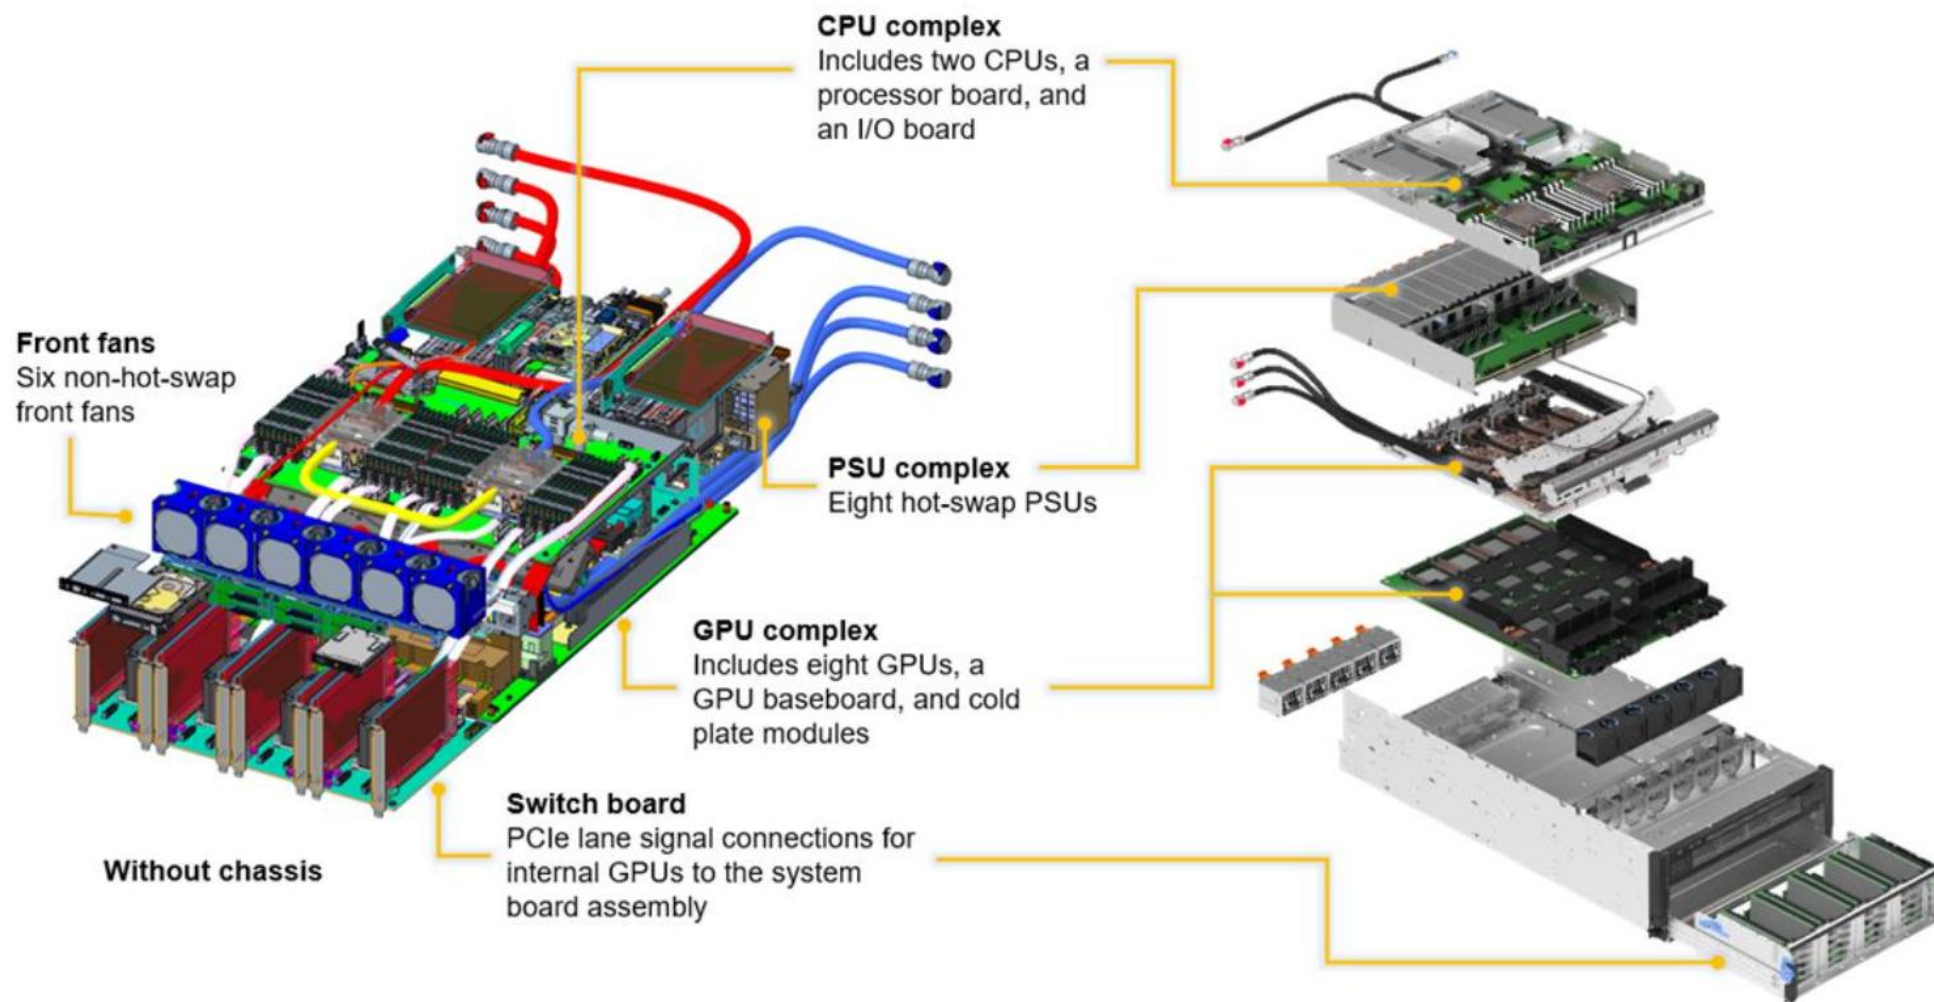 CPU complex
Includes two CPUs, a
processor board, and
an I/O board
Front fans
Six non-hot-swap
front fans
PSU complex
Eight hot-swap PSUs
GPU complex
Includes eight GPUs, a
GPU baseboard, and cold
plate modules
Switch board
PCIe lane signal connections for
internal GPUs to the system
board assembly
Without chassis